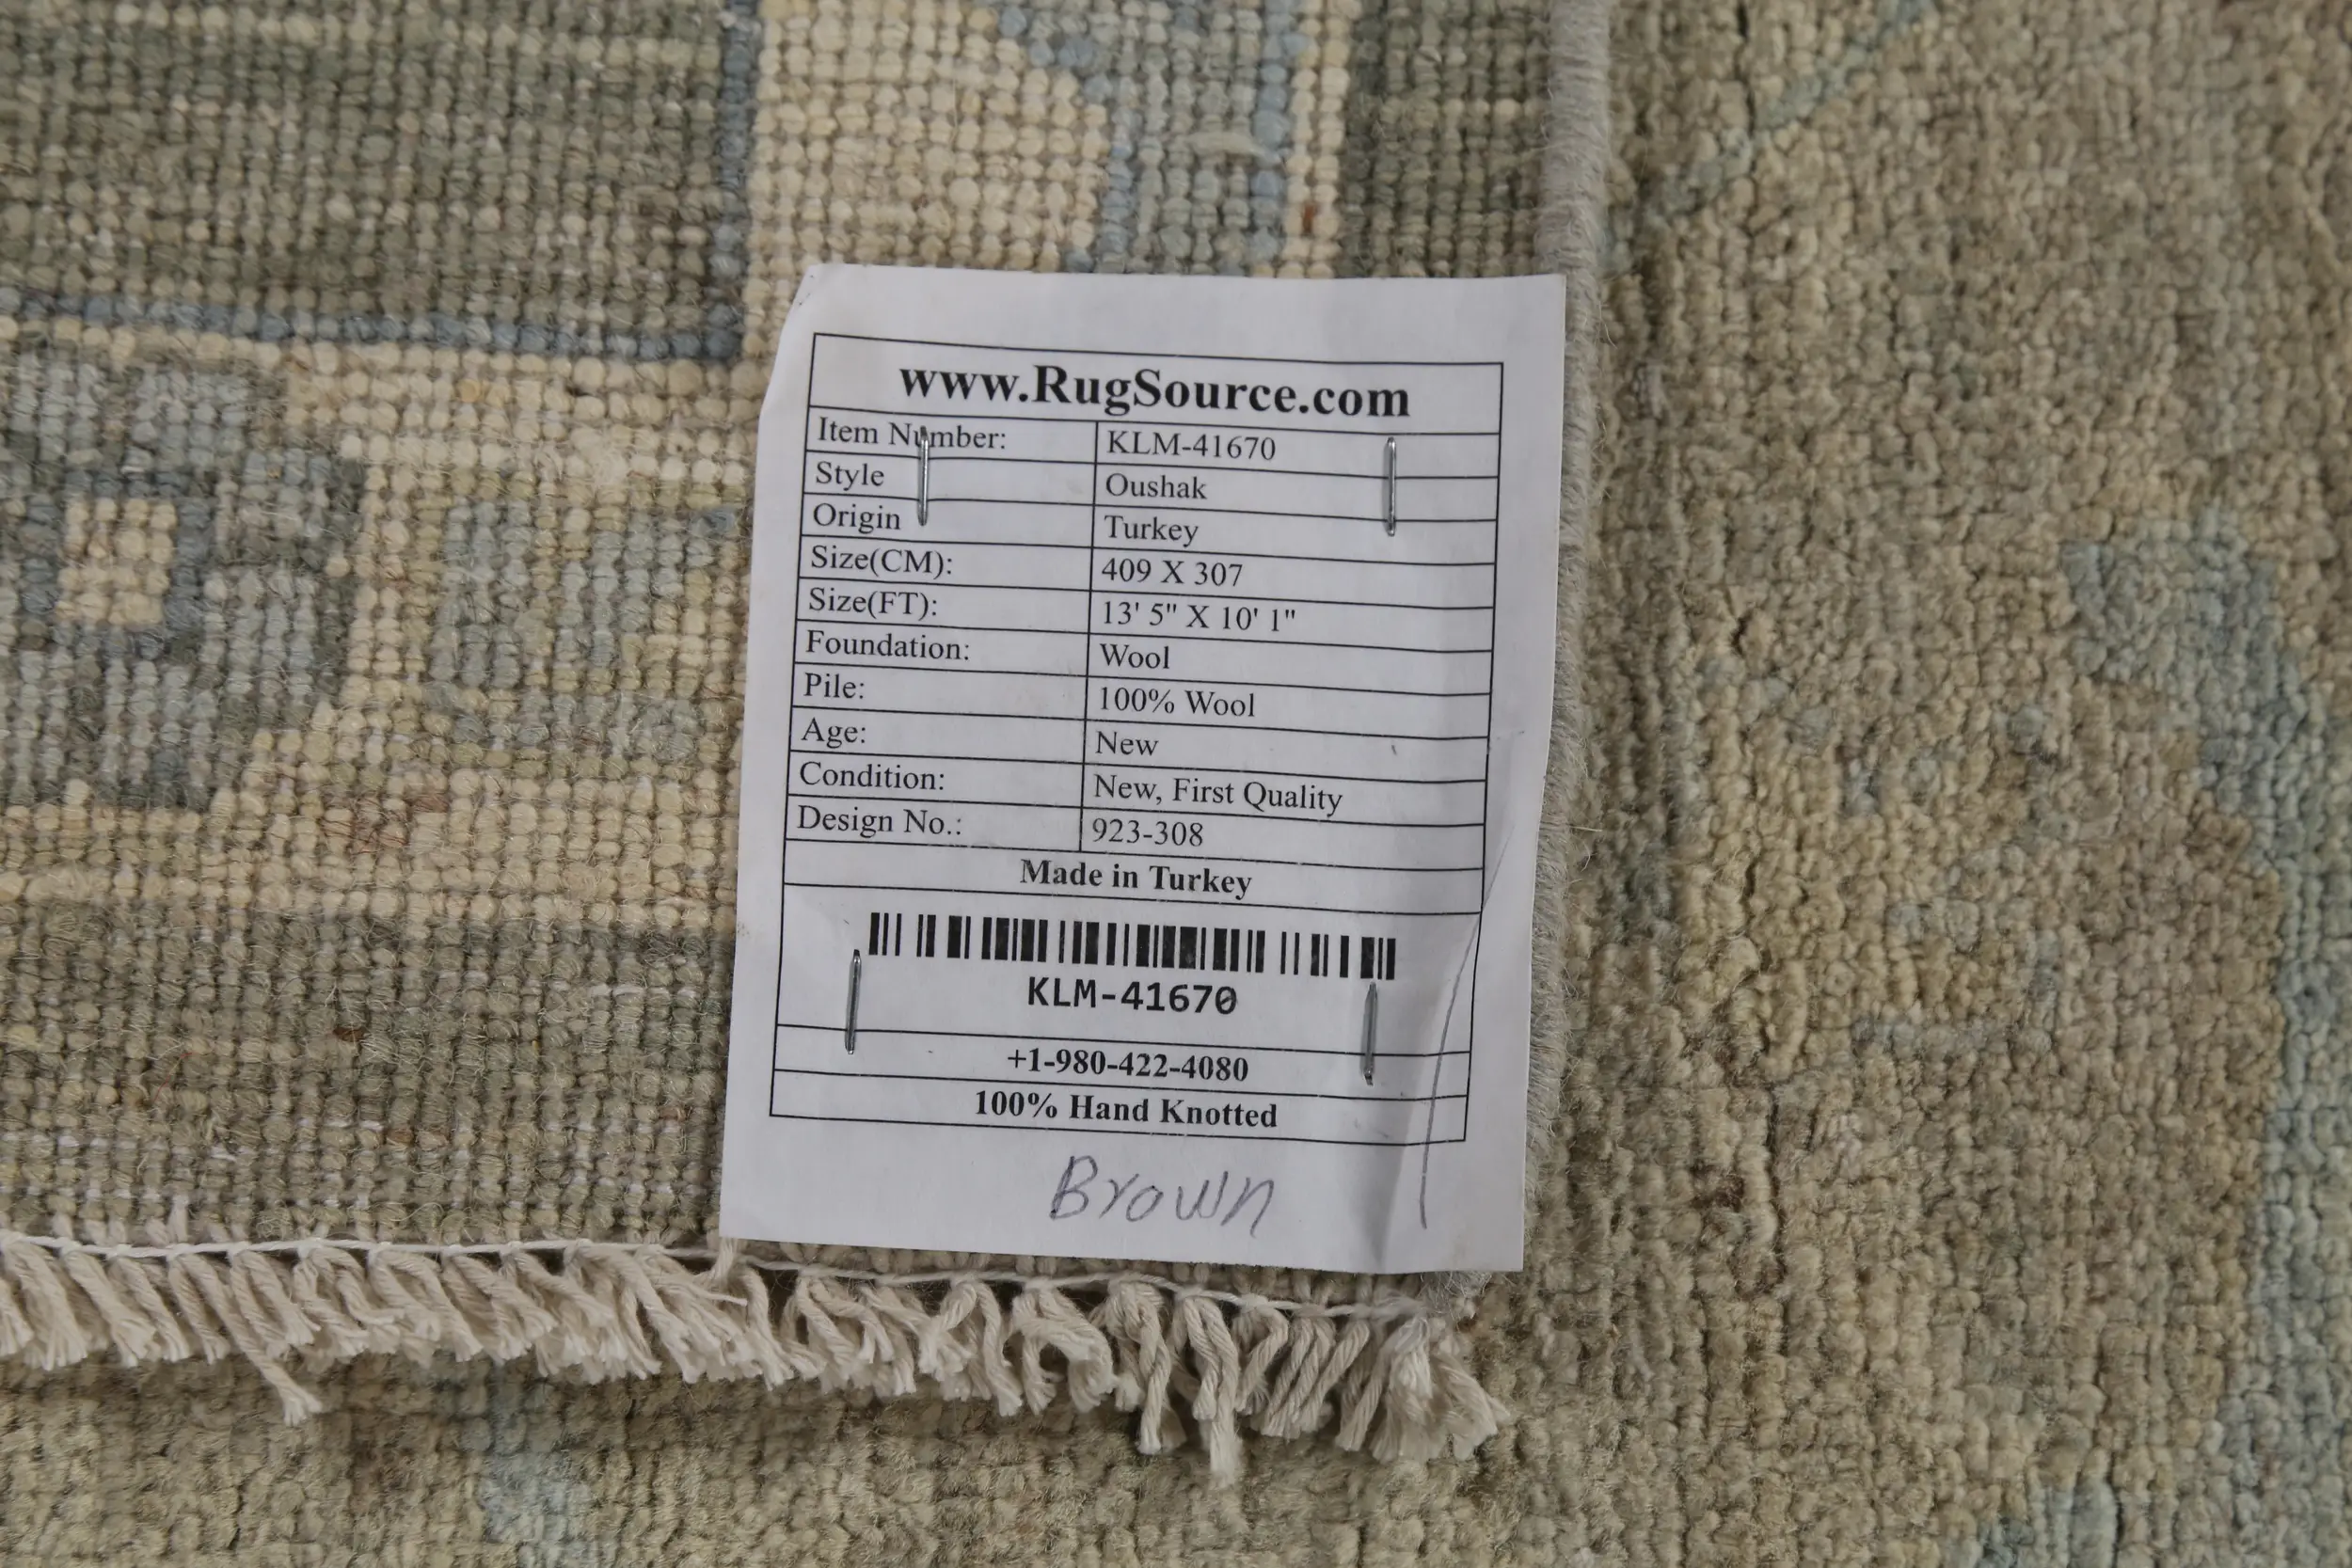 www.RugSource.com
Item Number: KLM-41670
Style Oushak
Origin Turkey
Size(CM): 409 X 307
Size(FT): 13' 5" X 10' 1"
Foundation: Wool
Pile: 100% Wool
Age: New
Condition: New, First Quality
Design No.: 923-308
Made in Turkey
KLM-41670
+1-980-422-4080
100% Hand Knotted
Brown